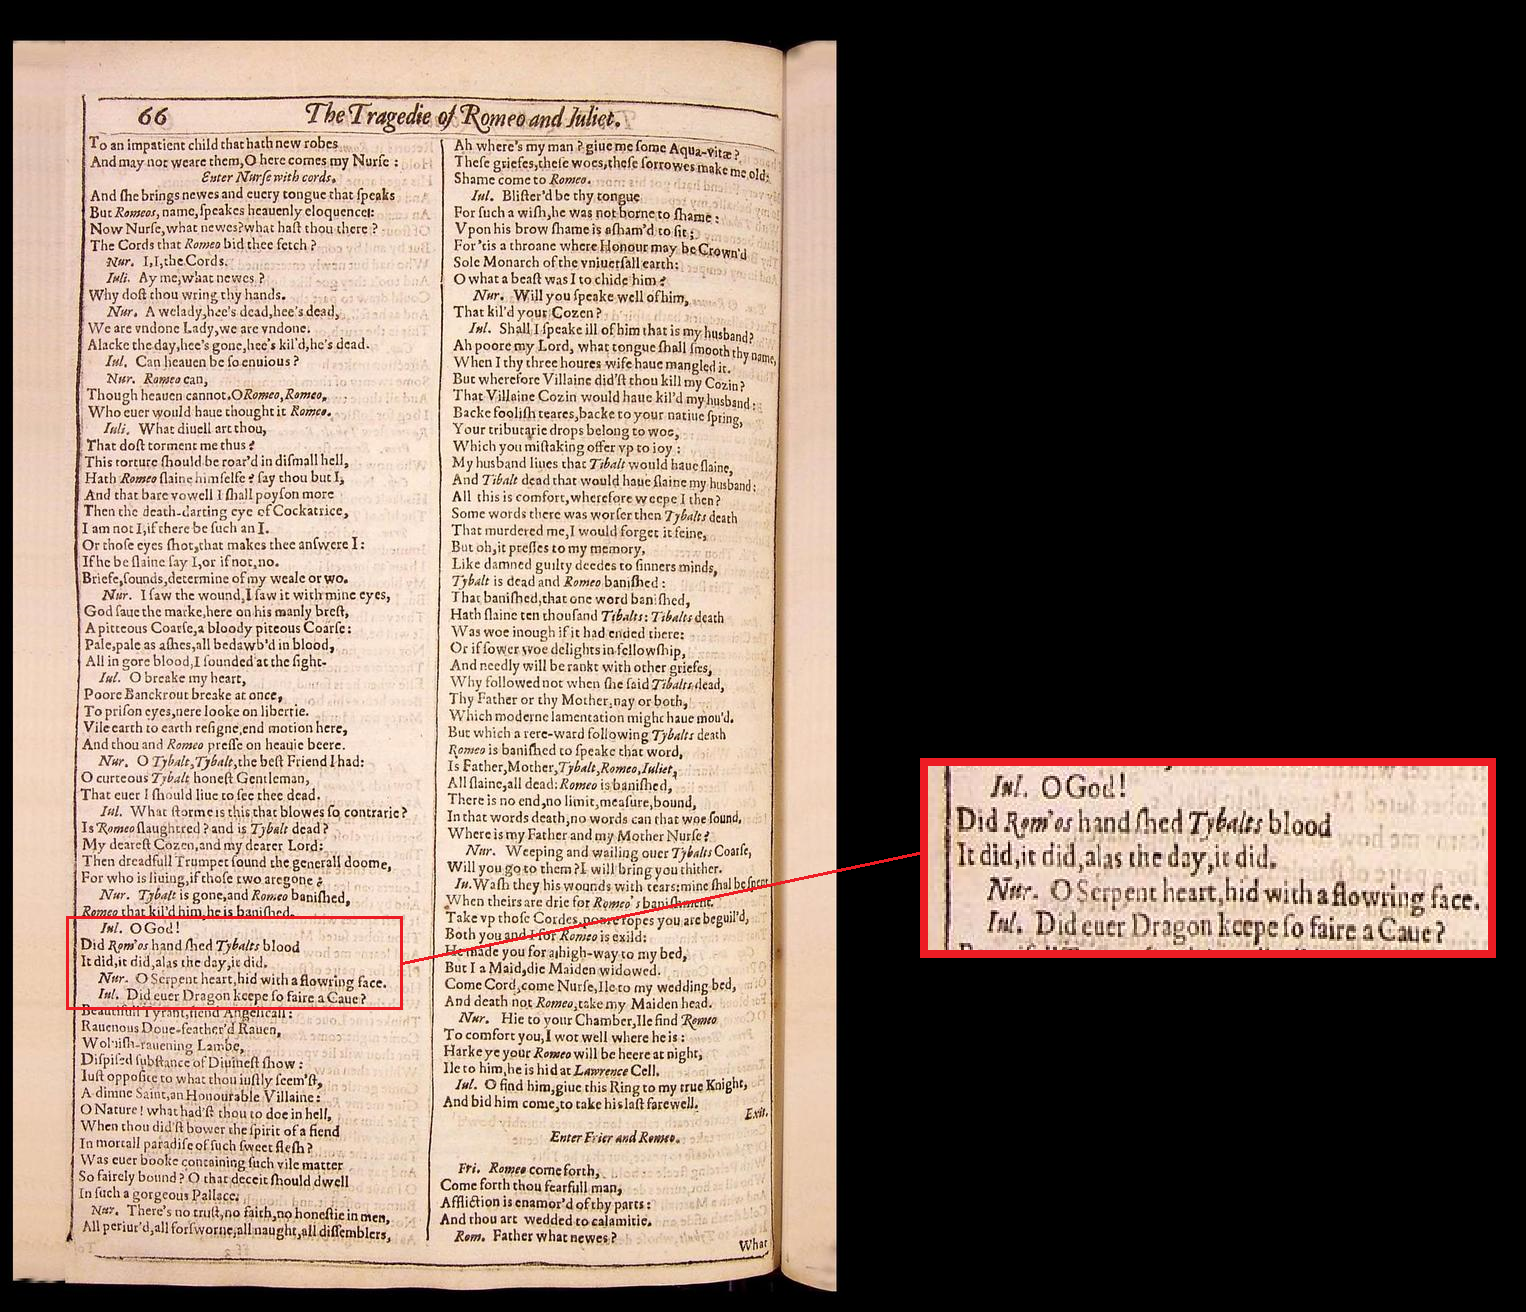 66 The Tragedie of Romeo and Iuliet.
To an impatient child that hath new robes
And may not weare them,O here comes my Nurſe :
Enter Nurſe with cords.
And ſhe brings newes and euery tongue that ſpeaks
But Romeos, name, ſpeakes heauenly eloquence:
Now Nurſe, what newes?what haſt thou there ?
The Cords that Romeo bid thee fetch ?
Nur. I,I,the Cords.
Iuli. Ay me,what newes ?
Why doſt thou wring thy hands.
Nur. A welady,hee's dead,hee's dead,
We are vndone Lady,we are vndone.
Alacke the day,hee's gone,hee's kil'd,he's dead.
Iul. Can heauen be ſo enuious ?
Nur. Romeo can,
Though heauen cannot.O Romeo, Romeo,
Who euer would haue thought it Romeo.
Iuli. What diuell art thou,
That doſt torment me thus ?
This torture ſhould be roar'd in diſmall hell,
Hath Romeo ſlaine himſelfe ? ſay thou but I,
And that bare vowell I ſhall poyſon more
Then the death-darting eye of Cockatrice,
I am not I,if there be ſuch an I.
Or thoſe eyes ſhot,that makes thee anſwere I :
If he be ſlaine ſay I,or if not,no.
Briefe,ſounds,determine of my weale or wo.
Nur. I ſaw the wound,I ſaw it with mine eyes,
God ſaue the marke,here on his manly breſt,
A pitteous Coarſe,a bloody piteous Coarſe:
Pale,pale as aſhes,all bedawb'd in blood,
All in gore blood,I ſounded at the ſight-
Iul. O breake my heart,
Poore Banckrout breake at once,
To priſon eyes,nere looke on libertie.
Vile earth to earth reſigne,end motion here,
And thou and Romeo preſſe on heauie beere.
Nur. O Tybalt,Tybalt,the beſt Friend I had:
O curteous Tybalt honeſt Gentleman,
That euer I ſhould liue to ſee thee dead.
Iul. What ſtorme is this that blowes ſo contrarie?
Is Romeo ſlaughtred ? and is Tybalt dead ?
My deareſt Cozen,and my dearer Lord:
Then dreadfull Trumpet ſound the generall doome,
For who is liuing,if thoſe two are gone ?
Nur. Tybalt is gone,and Romeo baniſhed,
Romeo that kil'd him,he is baniſhed.
Iul. O God !
Did Rom'os hand ſhed Tybalts blood
It did,it did,alas the day,it did.
Nur. O Serpent heart,hid with a flowring face.
Iul. Did euer Dragon keepe ſo faire a Caue?
Beautifull Tyrant,fiend Angelicall :
Rauenous Doue-feather'd Rauen,
Woluiſh-rauening Lambe,
Diſpiſed ſubſtance of Diuineſt ſhow :
Iuſt oppoſite to what thou iuſtly ſeem'ſt,
A dimne Saint,an Honourable Villaine :
O Nature ! what had'ſt thou to doe in hell,
When thou did'ſt bower the ſpirit of a fiend
In mortall paradiſe of ſuch ſweet fleſh ?
Was euer booke containing ſuch vile matter
So fairely bound ? O that deceit ſhould dwell
In ſuch a gorgeous Pallace.
Nur. There's no truſt,no faith,no honeſtie in men,
All periur'd,all forſworne,all naught,all diſſemblers,
Ah where's my man ? giue me ſome Aqua-vitæ ?
Theſe griefes,theſe woes,theſe ſorrowes make me old:
Shame come to Romeo.
Iul. Bliſter'd be thy tongue
For ſuch a wiſh,he was not borne to ſhame :
Vpon his brow ſhame is aſham'd to ſit ;
For 'tis a throane where Honour may be Crown'd
Sole Monarch of the vniuerſall earth:
O what a beaſt was I to chide him ?
Nur. Will you ſpeake well of him,
That kil'd your Cozen ?
Iul. Shall I ſpeake ill of him that is my husband?
Ah poore my Lord, what tongue ſhall ſmooth thy name,
When I thy three houres wife haue mangled it.
But wherefore Villaine did'ſt thou kill my Cozin ?
That Villaine Cozin would haue kil'd my husband :
Backe fooliſh teares,backe to your natiue ſpring,
Your tributarie drops belong to woe,
Which you miſtaking offer vp to ioy :
My husband liues that Tibalt would haue ſlaine,
And Tibalt dead that would haue ſlaine my husband :
All this is comfort,wherefore weepe I then ?
Some words there was worſer then Tybalts death
That murdered me,I would forget it feine,
But oh,it preſſes to my memory,
Like damned guilty deedes to ſinners minds,
Tybalt is dead and Romeo baniſhed :
That baniſhed,that one word baniſhed,
Hath ſlaine ten thouſand Tibalts: Tibalts death
Was woe inough if it had ended there:
Or if ſower woe delights in fellowſhip,
And needly will be rankt with other griefes,
Why followed not when ſhe ſaid Tibalts dead,
Thy Father or thy Mother,nay or both,
Which moderne lamentation might haue mou'd.
But which a rere-ward following Tybalts death
Romeo is baniſhed to ſpeake that word,
Is Father,Mother,Tybalt,Romeo,Iuliet,
All ſlaine,all dead: Romeo is baniſhed,
There is no end,no limit,meaſure,bound,
In that words death,no words can that woe ſound,
Where is my Father and my Mother Nurſe ?
Nur. Weeping and wailing ouer Tybalts Coarſe,
Will you go to them ? I will bring you thither.
Iu.Waſh they his wounds with tears:mine ſhal be ſpent
When theirs are drie for Romeo's baniſhment.
Take vp thoſe Cordes,poore ropes you are beguil'd,
Both you and I for Romeo is exild:
He made you for a high-way to my bed,
But I a Maid,die Maiden widowed.
Come Cord,come Nurſe,Ile to my wedding bed,
And death not Romeo,take my Maiden head.
Nur. Hie to your Chamber,Ile find Romeo
To comfort you,I wot well where he is :
Harke ye your Romeo will be heere at night,
Ile to him,he is hid at Lawrence Cell.
Iul. O find him,giue this Ring to my true Knight,
And bid him come,to take his laſt farewell.
Exit.
Enter Frier and Romeo.
Fri. Romeo come forth,
Come forth thou fearfull man,
Affliction is enamor'd of thy parts :
And thou art wedded to calamitie.
Rom. Father what newes ?
What
Iul. O God!
Did Rom'os hand ſhed Tybalts blood
It did,it did,alas the day,it did.
Nur. O Serpent heart,hid with a flowring face.
Iul. Did euer Dragon keepe ſo faire a Caue?